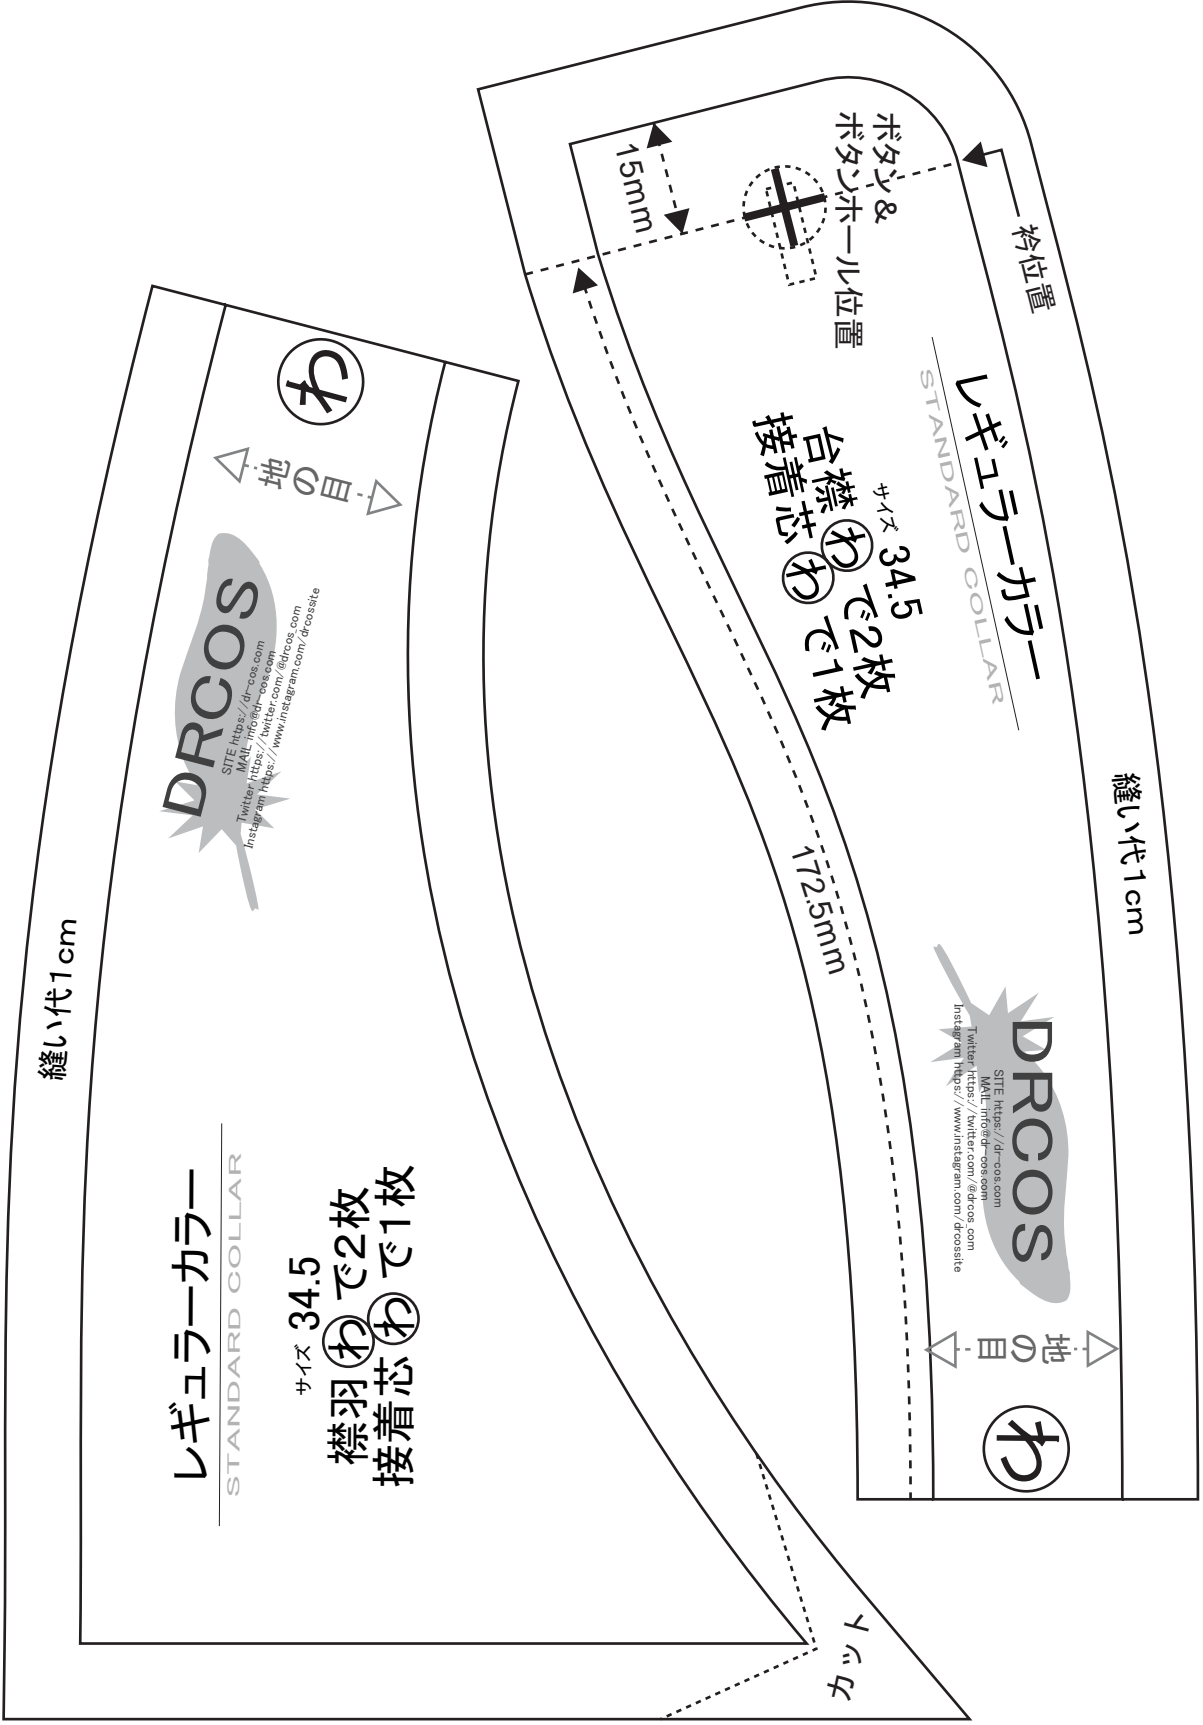 わ
地の目
DRCOS
SITE https://dr-cos.com
MAIL info@dr-cos.com
Twitter https://twitter.com/@drcos_com
Instagram https://www.instagram.com/drcossite
縫い代1cm
レギュラーカラー
STANDARD COLLAR
サイズ 34.5
襟羽 わ で2枚
接着芯 わ で1枚
カット
15mm
ボタン&
ボタンホール位置
衿位置
レギュラーカラー
STANDARD COLLAR
サイズ 34.5
台襟 わ で2枚
接着芯 わ で1枚
172.5mm
縫い代1cm
DRCOS
SITE https://dr-cos.com
MAIL info@dr-cos.com
Twitter https://twitter.com/@drcos_com
Instagram https://www.instagram.com/drcossite
地の目
わ